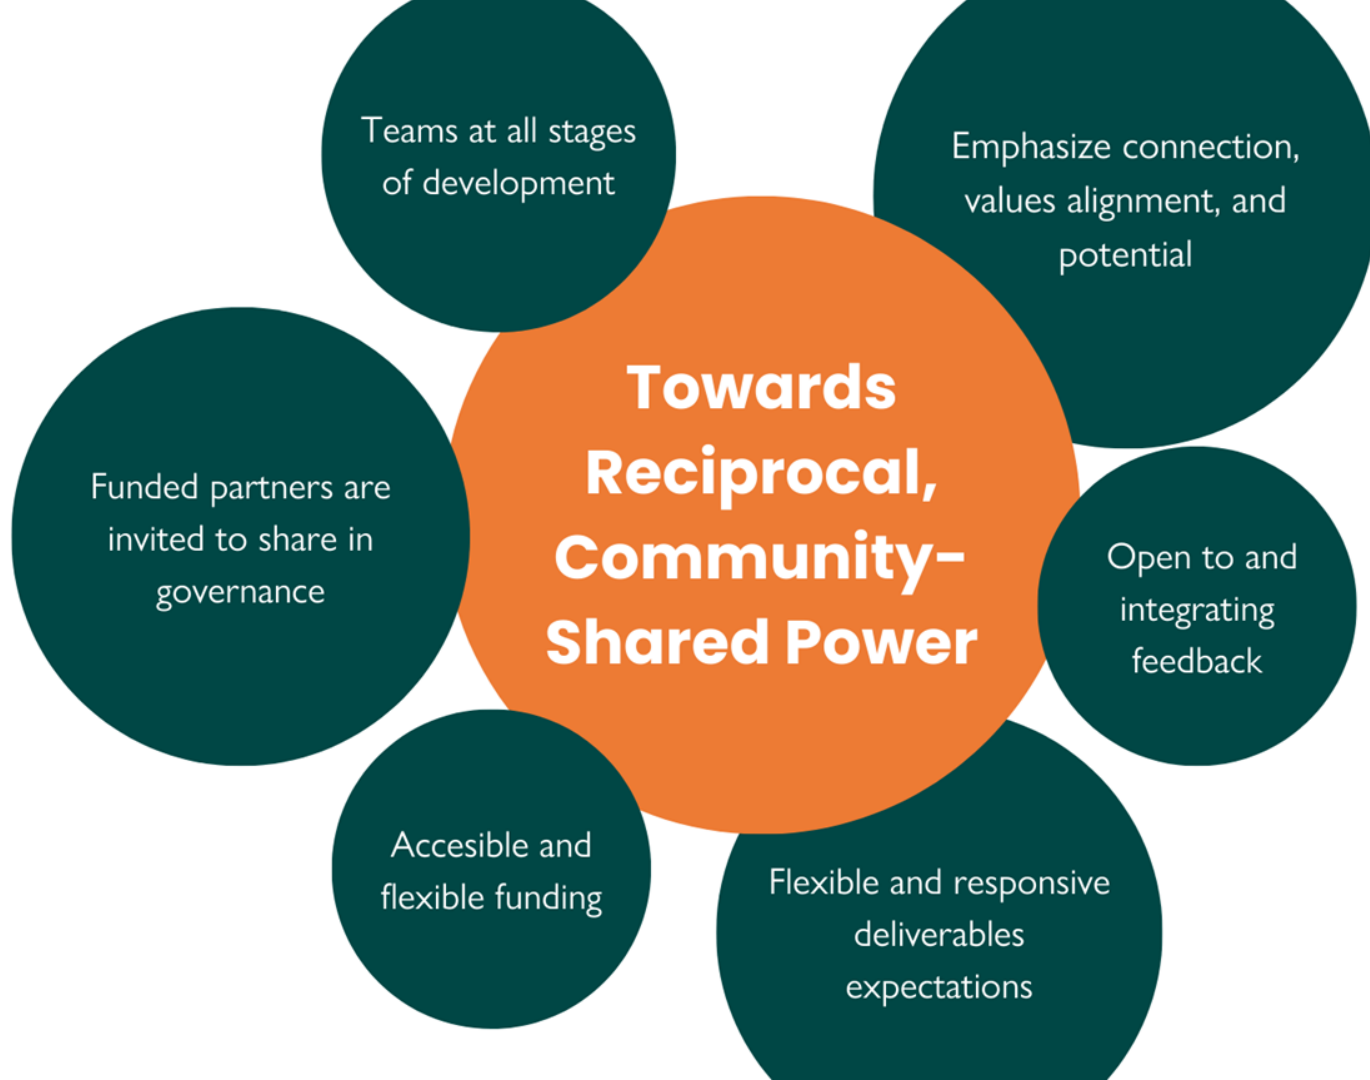 Teams at all stages
of development
Emphasize connection,
values alignment, and
potential
Towards
Reciprocal,
Community-
Shared Power
Funded partners are
invited to share in
governance
Open to and
integrating
feedback
Accesible and
flexible funding
Flexible and responsive
deliverables
expectations